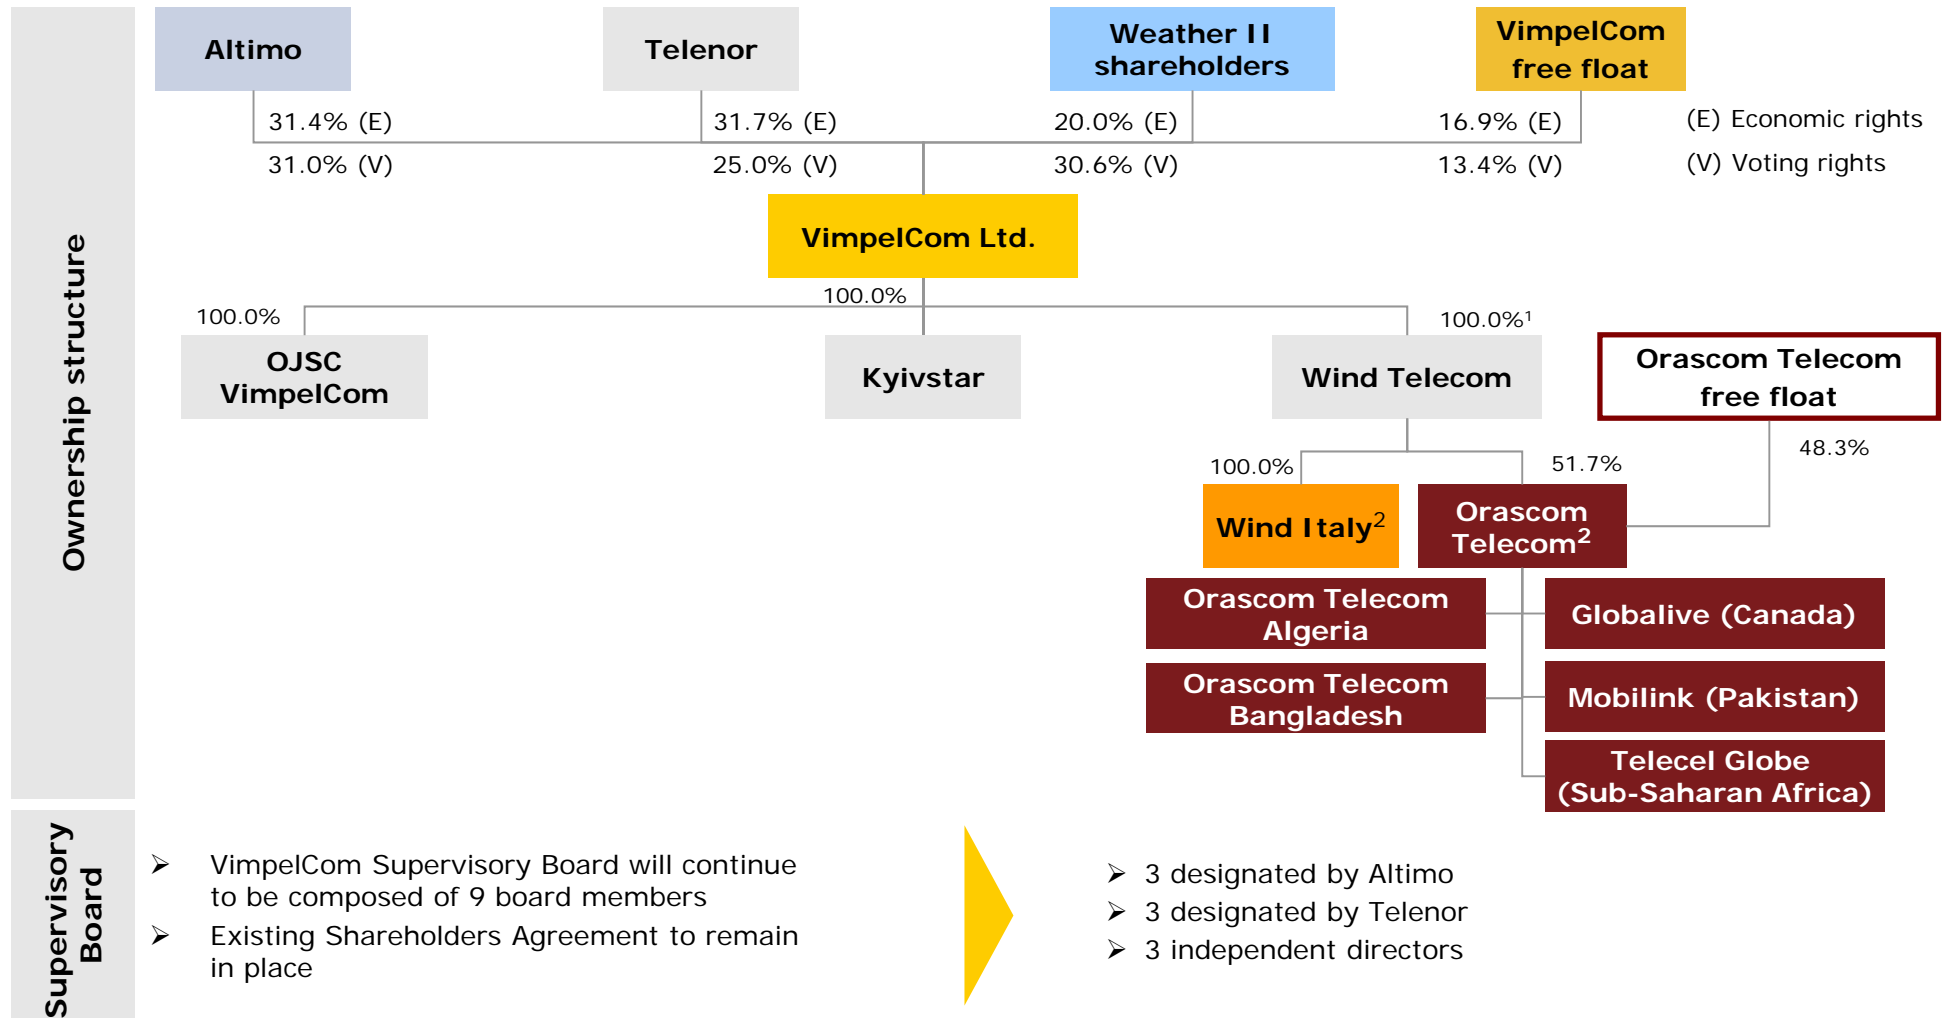 Ownership structure
Altimo
Telenor
Weather II
shareholders
VimpelCom
free float
31.4% (E)
31.7% (E)
20.0% (E)
16.9% (E)
(E) Economic rights
31.0% (V)
25.0% (V)
30.6% (V)
13.4% (V)
(V) Voting rights
VimpelCom Ltd.
100.0%
100.0%
100.0%¹
OJSC
VimpelCom
Kyivstar
Wind Telecom
Orascom Telecom
free float
100.0%
51.7%
48.3%
Wind Italy²
Orascom
Telecom²
Orascom Telecom
Algeria
Globalive (Canada)
Orascom Telecom
Bangladesh
Mobilink (Pakistan)
Telecel Globe
(Sub-Saharan Africa)
Supervisory
Board
➢ VimpelCom Supervisory Board will continue
to be composed of 9 board members
➢ Existing Shareholders Agreement to remain
in place
➢ 3 designated by Altimo
➢ 3 designated by Telenor
➢ 3 independent directors